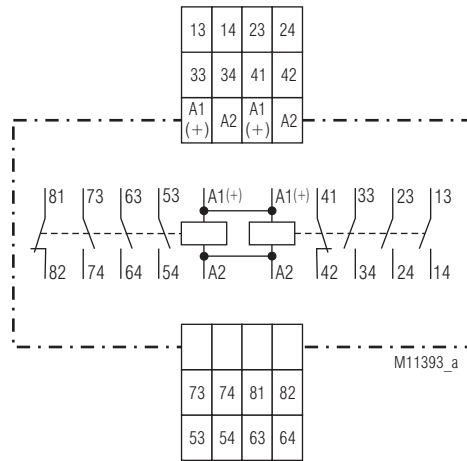 13 14 23 24
33 34 41 42
A1 (+) A2 A1 (+) A2
81 73 63 53 A1(+) A1(+) 41 33 23 13
82 74 64 54 A2 A2 42 34 24 14
M11393_a
73 74 81 82
53 54 63 64